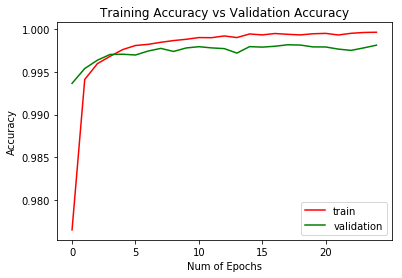 Training Accuracy vs Validation Accuracy
1.000
0.995
0.990
0.985
0.980
Accuracy
0
5
10
15
20
Num of Epochs
train
validation